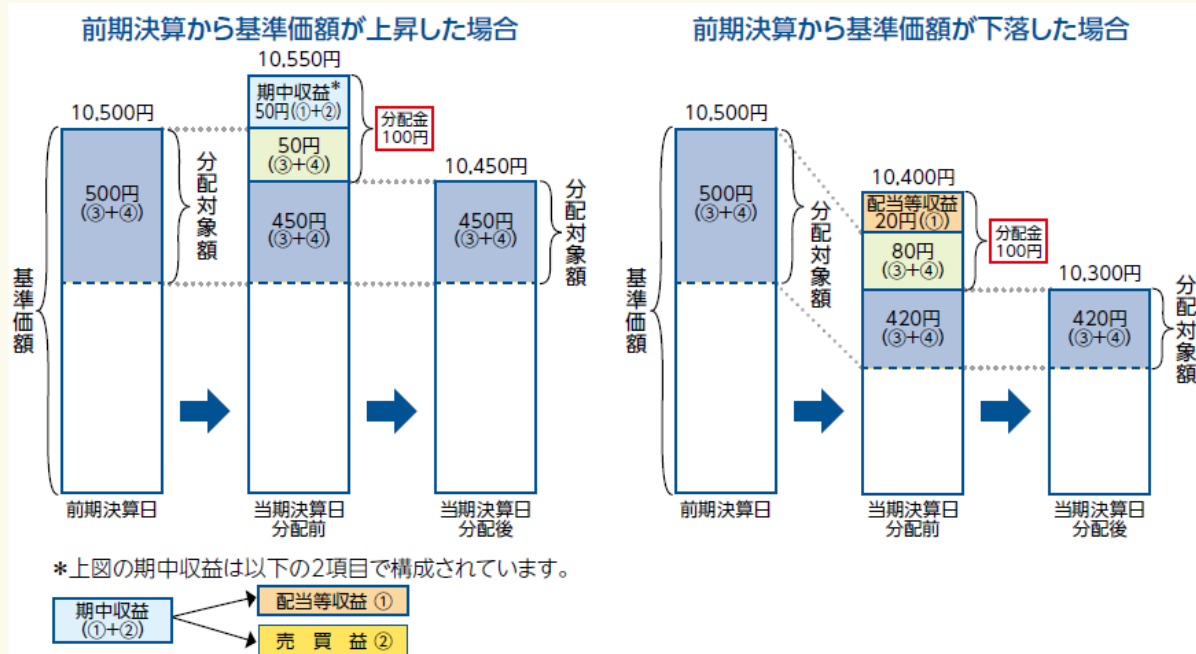 前期決算から基準価額が上昇した場合
10,500円
500円
(③+④)
分配対象額
基準価額
前期決算日
10,550円
期中収益*
50円(①+②)
50円
(③+④)
450円
(③+④)
分配金
100円
当期決算日
分配前
10,450円
450円
(③+④)
分配対象額
当期決算日
分配後
前期決算から基準価額が下落した場合
10,500円
500円
(③+④)
分配対象額
基準価額
前期決算日
10,400円
配当等収益
20円(①)
80円
(③+④)
420円
(③+④)
分配金
100円
当期決算日
分配前
10,300円
420円
(③+④)
分配対象額
当期決算日
分配後
*上図の期中収益は以下の2項目で構成されています。
期中収益
(①+②)
配当等収益 ①
売 買 益 ②